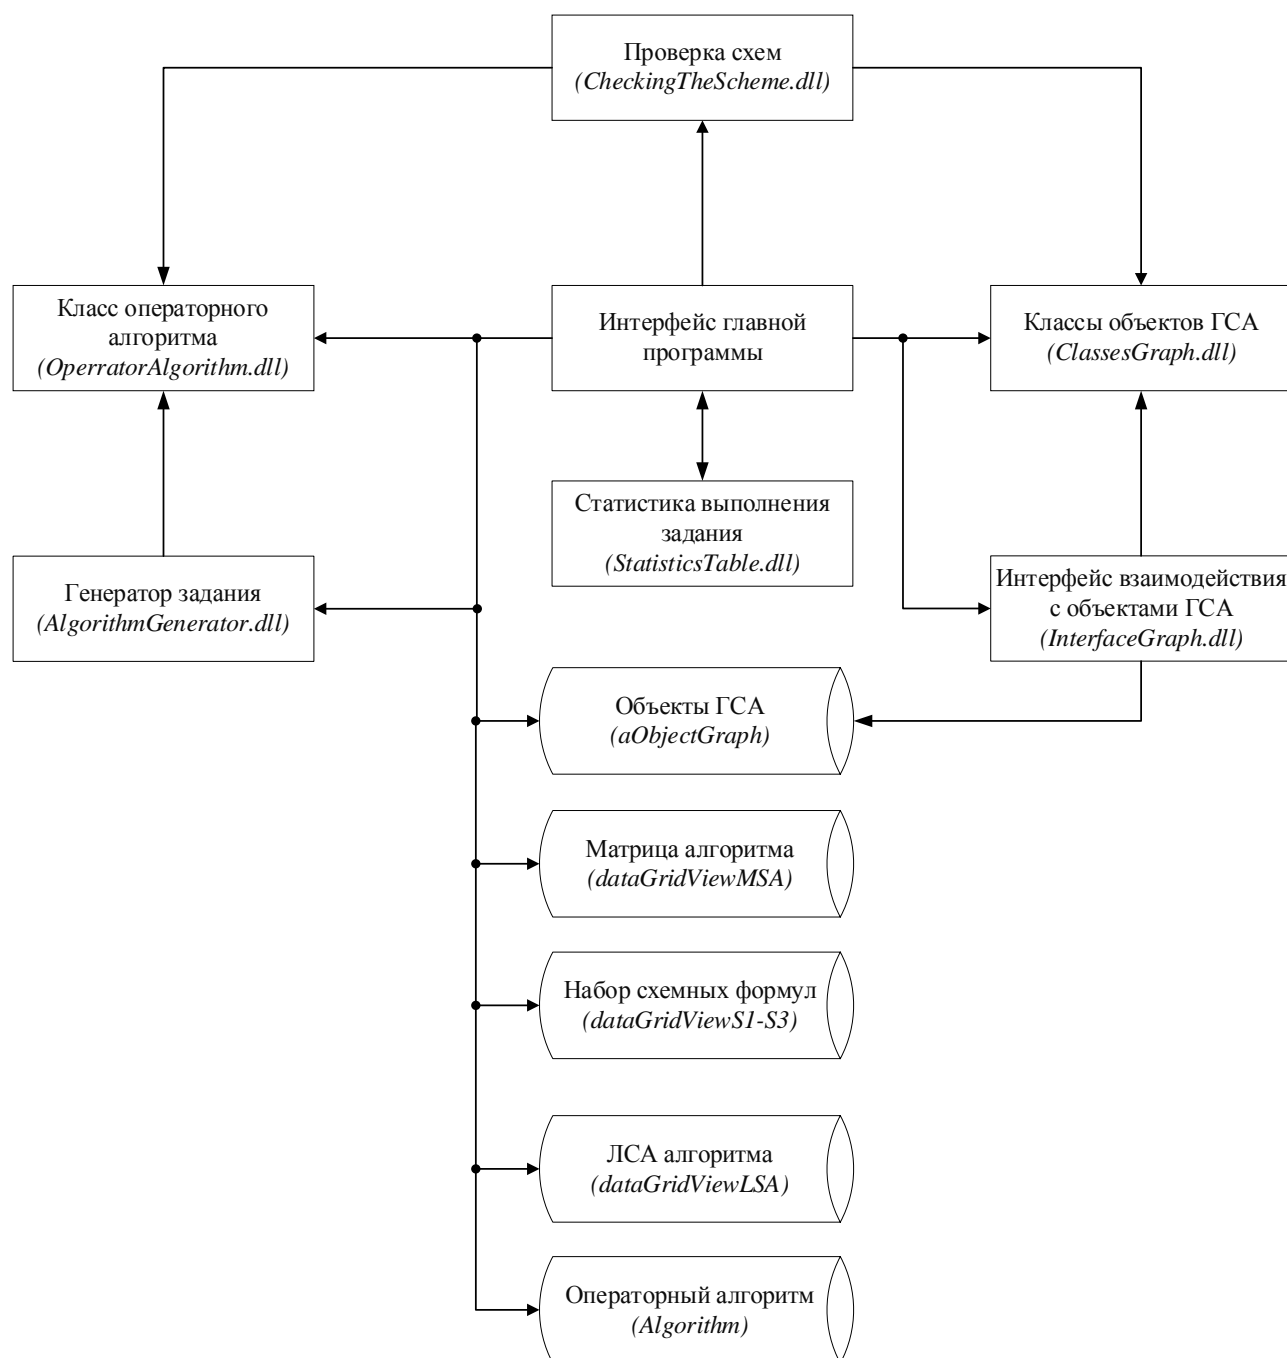 Проверка схем
(CheckingTheScheme.dll)
Класс операторного
алгоритма
(OperratorAlgorithm.dll)
Интерфейс главной
программы
Классы объектов ГСА
(ClassesGraph.dll)
Статистика выполнения
задания
(StatisticsTable.dll)
Генератор задания
(AlgorithmGenerator.dll)
Интерфейс взаимодействия
с объектами ГСА
(InterfaceGraph.dll)
Объекты ГСА
(aObjectGraph)
Матрица алгоритма
(dataGridViewMSA)
Набор схемных формул
(dataGridViewS1-S3)
ЛСА алгоритма
(dataGridViewLSA)
Операторный алгоритм
(Algorithm)